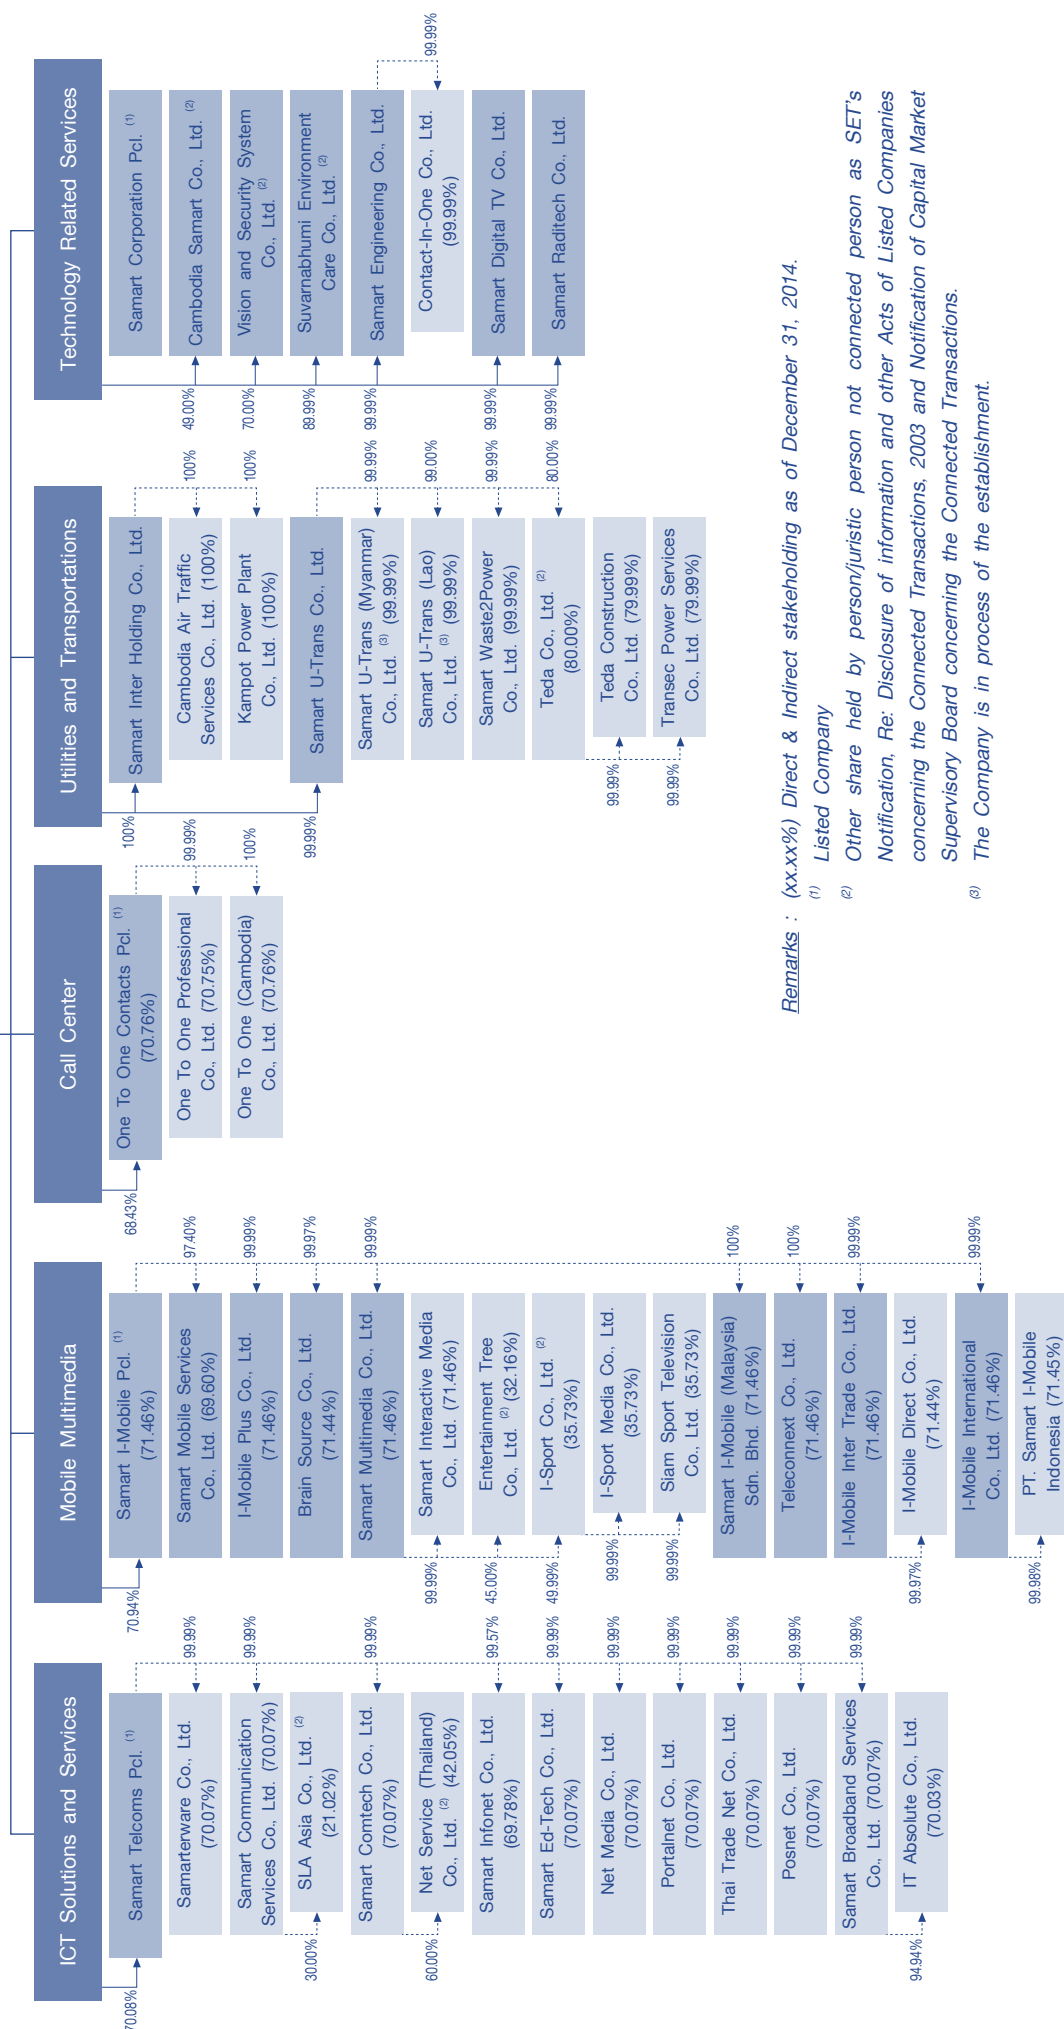 ICT Solutions and Services
70.08%
Samart Telcoms Pcl. (1)
Samarterware Co., Ltd.
(70.07%)
99.99%
Samart Communication
Services Co., Ltd. (70.07%)
99.99%
SLA Asia Co., Ltd. (2)
(21.02%)
30.00%
Samart Comtech Co., Ltd.
(70.07%)
99.99%
Net Service (Thailand)
Co., Ltd. (2) (42.05%)
60.00%
Samart Infonet Co., Ltd.
(69.78%)
99.57%
Samart Ed-Tech Co., Ltd.
(70.07%)
99.99%
Net Media Co., Ltd.
(70.07%)
99.99%
Portalnet Co., Ltd.
(70.07%)
99.99%
Thai Trade Net Co., Ltd.
(70.07%)
99.99%
Posnet Co., Ltd.
(70.07%)
99.99%
Samart Broadband Services
Co., Ltd. (70.07%)
99.99%
IT Absolute Co., Ltd.
(70.03%)
94.94%
Mobile Multimedia
70.94%
Samart I-Mobile Pcl. (1)
(71.46%)
Samart Mobile Services
Co., Ltd. (69.60%)
97.40%
I-Mobile Plus Co., Ltd.
(71.46%)
99.99%
Brain Source Co., Ltd.
(71.44%)
99.97%
Samart Multimedia Co., Ltd.
(71.46%)
99.99%
Samart Interactive Media
Co., Ltd. (71.46%)
99.99%
Entertainment Tree
Co., Ltd. (2) (32.16%)
45.00%
I-Sport Co., Ltd. (2)
(35.73%)
49.99%
I-Sport Media Co., Ltd.
(35.73%)
99.99%
Siam Sport Television
Co., Ltd. (35.73%)
99.99%
Samart I-Mobile (Malaysia)
Sdn. Bhd. (71.46%)
100%
Teleconnext Co., Ltd.
(71.46%)
100%
I-Mobile Inter Trade Co., Ltd.
(71.46%)
99.99%
I-Mobile Direct Co., Ltd.
(71.44%)
99.97%
I-Mobile International
Co., Ltd. (71.46%)
99.99%
PT. Samart I-Mobile
Indonesia (71.45%)
99.98%
Call Center
68.43%
One To One Contacts Pcl. (1)
(70.76%)
One To One Professional
Co., Ltd. (70.75%)
99.99%
One To One (Cambodia)
Co., Ltd. (70.76%)
100%
Utilities and Transportations
100%
Samart Inter Holding Co., Ltd.
Cambodia Air Traffic
Services Co., Ltd. (100%)
100%
Kampot Power Plant
Co., Ltd. (100%)
100%
99.99%
Samart U-Trans Co., Ltd.
Samart U-Trans (Myanmar)
Co., Ltd. (3) (99.99%)
99.99%
Samart U-Trans (Lao)
Co., Ltd. (3) (99.99%)
99.00%
Samart Waste2Power
Co., Ltd. (99.99%)
99.99%
Teda Co., Ltd. (2)
(80.00%)
80.00%
Teda Construction
Co., Ltd. (79.99%)
99.99%
Transec Power Services
Co., Ltd. (79.99%)
99.99%
Technology Related Services
Samart Corporation Pcl. (1)
49.00%
Cambodia Samart Co., Ltd. (2)
70.00%
Vision and Security System
Co., Ltd. (2)
89.99%
Suvarnabhumi Environment
Care Co., Ltd. (2)
99.99%
Samart Engineering Co., Ltd.
Contact-In-One Co., Ltd.
(99.99%)
99.99%
99.99%
Samart Digital TV Co., Ltd.
99.99%
Samart Raditech Co., Ltd.
Remarks : (xx.xx%) Direct & Indirect stakeholding as of December 31, 2014.
(1) Listed Company
(2) Other share held by person/juristic person not connected person as SET's
Notification, Re: Disclosure of information and other Acts of Listed Companies
concerning the Connected Transactions, 2003 and Notification of Capital Market
Supervisory Board concerning the Connected Transactions.
(3) The Company is in process of the establishment.